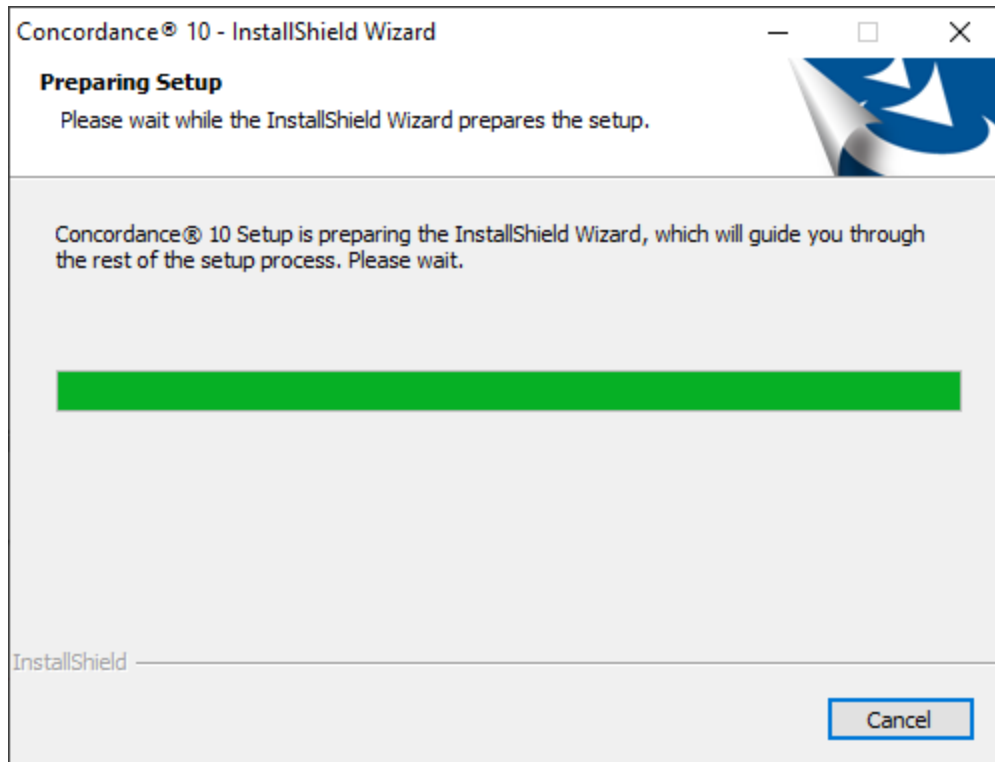 Concordance® 10 - InstallShield Wizard
Preparing Setup
Please wait while the InstallShield Wizard prepares the setup.
Concordance® 10 Setup is preparing the InstallShield Wizard, which will guide you through
the rest of the setup process. Please wait.
InstallShield
Cancel